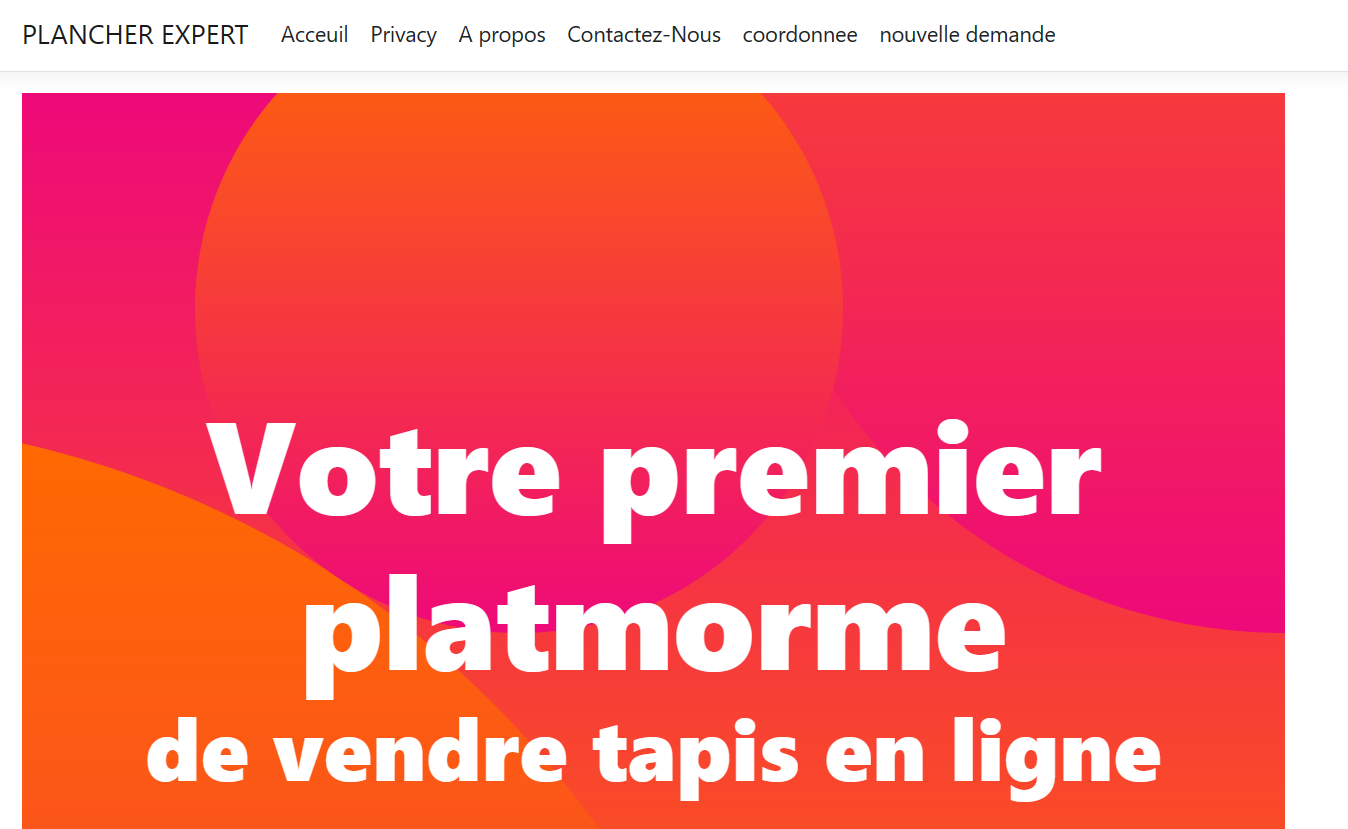 PLANCHER EXPERT Acceuil Privacy A propos Contactez-Nous coordonnee nouvelle demande
Votre premier
platmorme
de vendre tapis en ligne